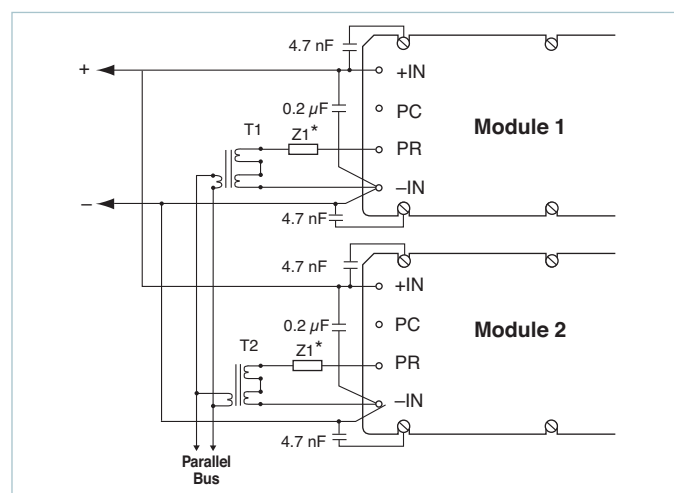 4.7 nF
+
+IN
0.2 µF
PC
T1
Z1*
Module 1
PR
–
–IN
4.7 nF
4.7 nF
+IN
0.2 µF
PC
T2
Z1*
Module 2
PR
–IN
4.7 nF
Parallel
Bus